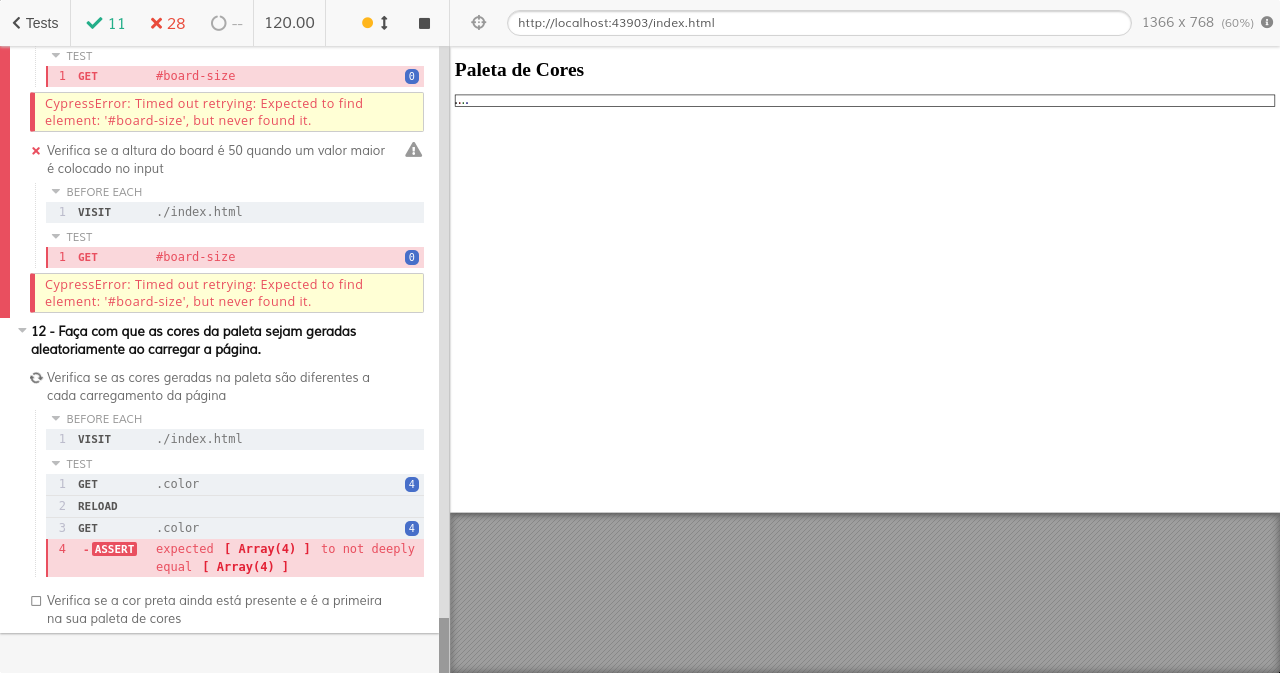 Tests 11 28 -- 120.00
http://localhost:43903/index.html 1366 x 768 (60%)
TEST
1 GET #board-size 0
CypressError: Timed out retrying: Expected to find
element: '#board-size', but never found it.
Verifica se a altura do board é 50 quando um valor maior
é colocado no input
BEFORE EACH
1 VISIT ./index.html
TEST
1 GET #board-size 0
CypressError: Timed out retrying: Expected to find
element: '#board-size', but never found it.
12 - Faça com que as cores da paleta sejam geradas
aleatoriamente ao carregar a página.
Verifica se as cores geradas na paleta são diferentes a
cada carregamento da página
BEFORE EACH
1 VISIT ./index.html
TEST
1 GET .color 4
2 RELOAD
3 GET .color 4
4 - ASSERT expected [ Array(4) ] to not deeply
equal [ Array(4) ]
Verifica se a cor preta ainda está presente e é a primeira
na sua paleta de cores
Paleta de Cores
....